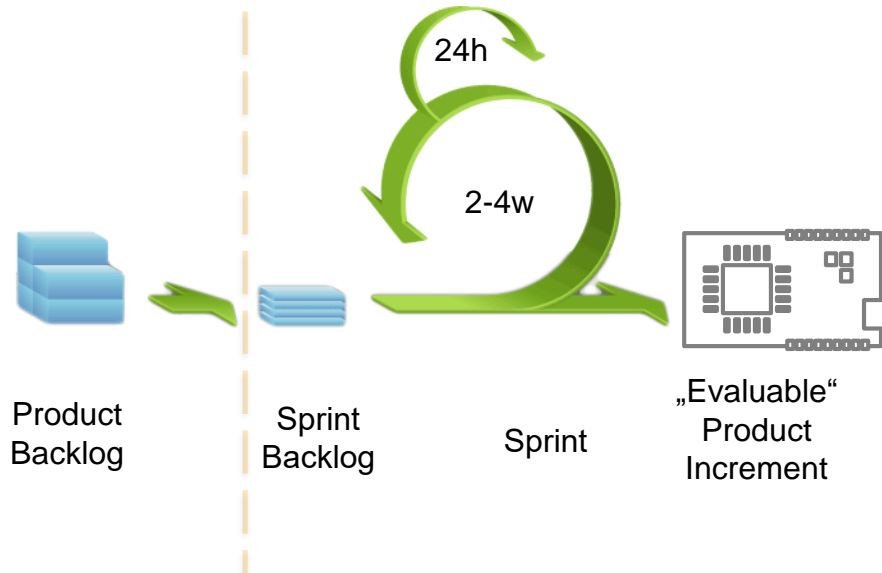 24h
2-4w
Product
Backlog
Sprint
Backlog
Sprint
„Evaluable“
Product
Increment